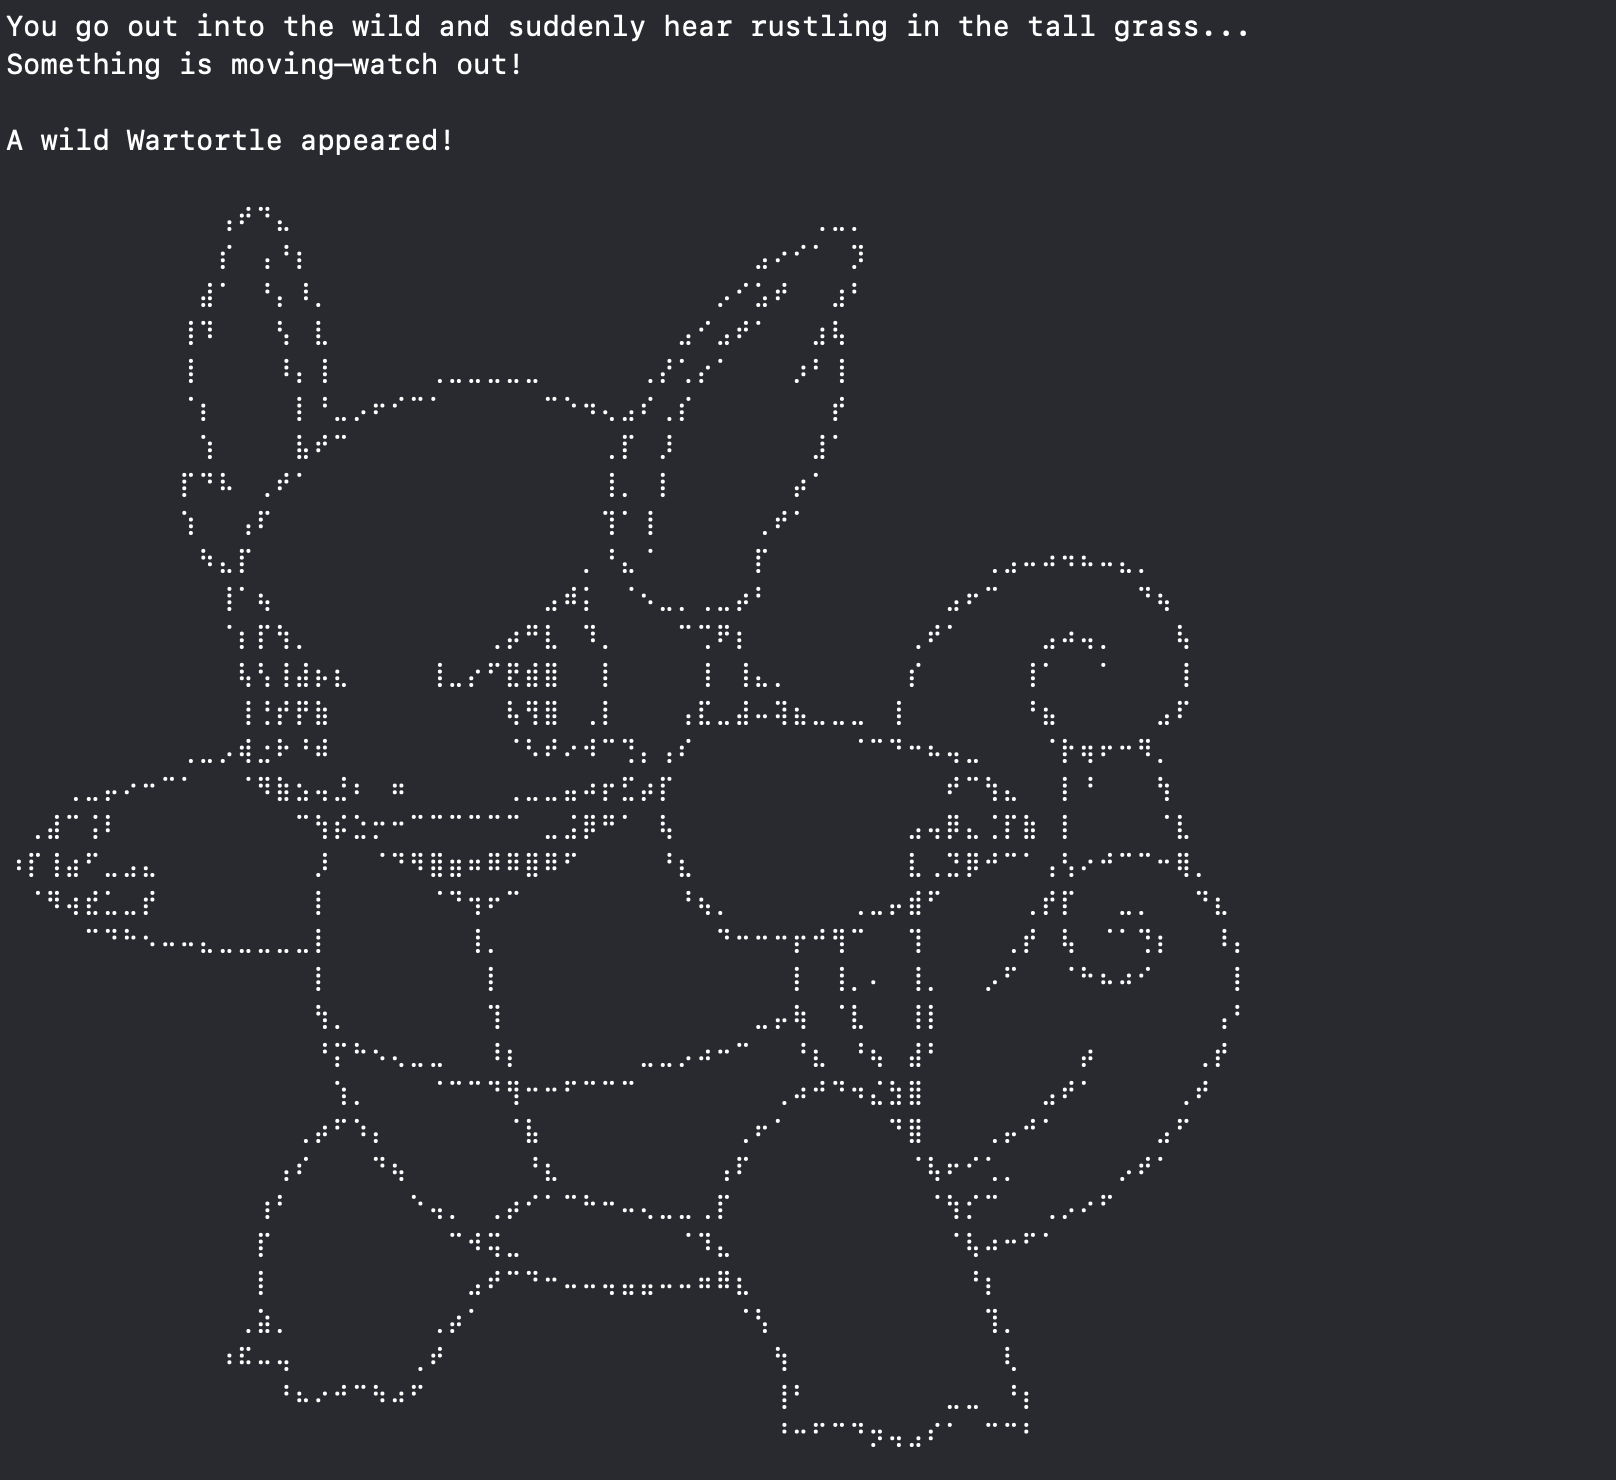 You go out into the wild and suddenly hear rustling in the tall grass...
Something is moving—watch out!
A wild Wartortle appeared!